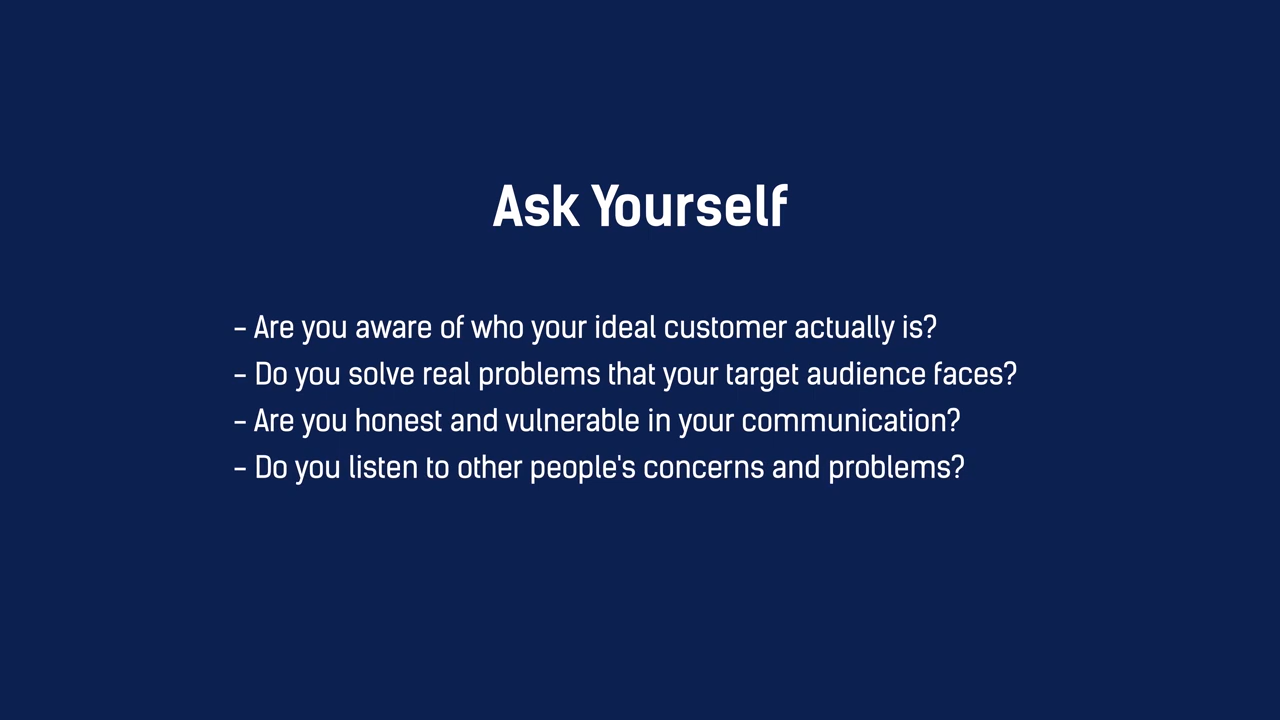 Ask Yourself
– Are you aware of who your ideal customer actually is?
– Do you solve real problems that your target audience faces?
– Are you honest and vulnerable in your communication?
– Do you listen to other people's concerns and problems?